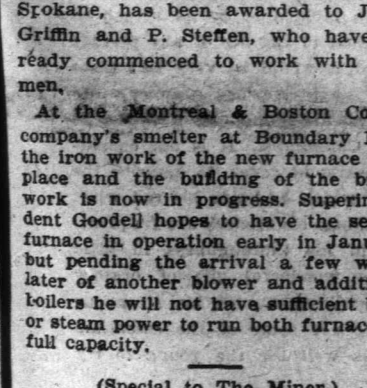 Spokane, has been awarded to J
Griffin and P. Steffen, who have
ready commenced to work with
men.
At the Montreal & Boston Co
company's smelter at Boundary
the iron work of the new furnace
place and the building of the b
work is now in progress. Superin
dent Goodell hopes to have the se
furnace in operation early in Janu
but pending the arrival a few w
later of another blower and additi
boilers he will not have sufficient
or steam power to run both furnac
full capacity.
(Special to The Miner.)